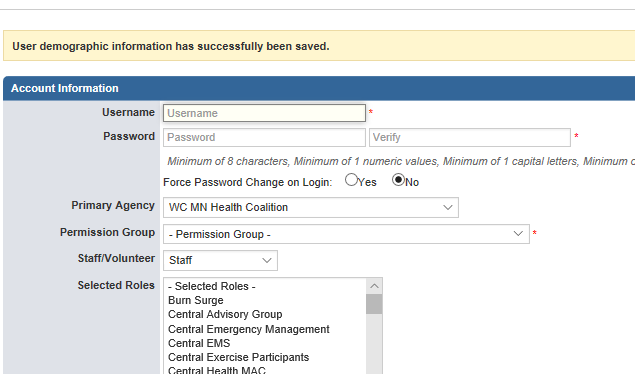 User demographic information has successfully been saved.
Account Information
Username Username *
Password Password Verify *
Minimum of 8 characters, Minimum of 1 numeric values, Minimum of 1 capital letters, Minimum
Force Password Change on Login: Yes No
Primary Agency WC MN Health Coalition
Permission Group - Permission Group - *
Staff/Volunteer Staff
Selected Roles - Selected Roles -
Burn Surge
Central Advisory Group
Central Emergency Management
Central EMS
Central Exercise Participants
Central Health MAC